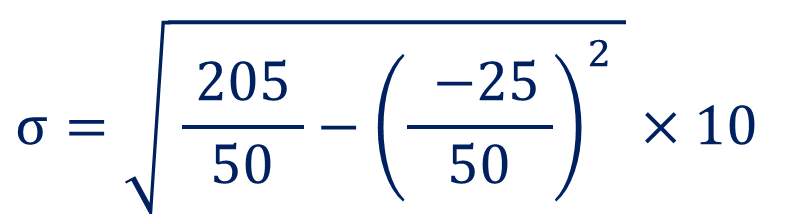 σ = √(205/50 − (−25/50)²) × 10